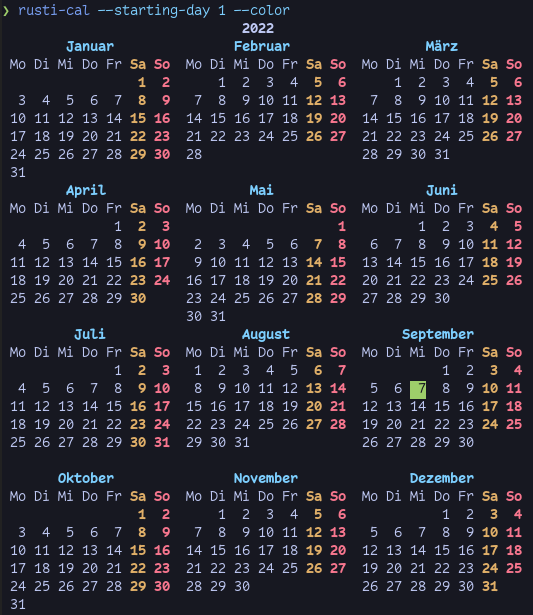 ❯ rusti-cal --starting-day 1 --color
2022
Januar Februar März
Mo Di Mi Do Fr Sa So Mo Di Mi Do Fr Sa So Mo Di Mi Do Fr Sa So
1 2 1 2 3 4 5 6 1 2 3 4 5 6
3 4 5 6 7 8 9 7 8 9 10 11 12 13 7 8 9 10 11 12 13
10 11 12 13 14 15 16 14 15 16 17 18 19 20 14 15 16 17 18 19 20
17 18 19 20 21 22 23 21 22 23 24 25 26 27 21 22 23 24 25 26 27
24 25 26 27 28 29 30 28 28 29 30 31
31
April Mai Juni
Mo Di Mi Do Fr Sa So Mo Di Mi Do Fr Sa So Mo Di Mi Do Fr Sa So
1 2 3 1 1 2 3 4 5
4 5 6 7 8 9 10 2 3 4 5 6 7 8 6 7 8 9 10 11 12
11 12 13 14 15 16 17 9 10 11 12 13 14 15 13 14 15 16 17 18 19
18 19 20 21 22 23 24 16 17 18 19 20 21 22 20 21 22 23 24 25 26
25 26 27 28 29 30 23 24 25 26 27 28 29 27 28 29 30
30 31
Juli August September
Mo Di Mi Do Fr Sa So Mo Di Mi Do Fr Sa So Mo Di Mi Do Fr Sa So
1 2 3 1 2 3 4 5 6 7 1 2 3 4
4 5 6 7 8 9 10 8 9 10 11 12 13 14 5 6 7 8 9 10 11
11 12 13 14 15 16 17 15 16 17 18 19 20 21 12 13 14 15 16 17 18
18 19 20 21 22 23 24 22 23 24 25 26 27 28 19 20 21 22 23 24 25
25 26 27 28 29 30 31 29 30 31 26 27 28 29 30
Oktober November Dezember
Mo Di Mi Do Fr Sa So Mo Di Mi Do Fr Sa So Mo Di Mi Do Fr Sa So
1 2 1 2 3 4 5 6 1 2 3 4
3 4 5 6 7 8 9 7 8 9 10 11 12 13 5 6 7 8 9 10 11
10 11 12 13 14 15 16 14 15 16 17 18 19 20 12 13 14 15 16 17 18
17 18 19 20 21 22 23 21 22 23 24 25 26 27 19 20 21 22 23 24 25
24 25 26 27 28 29 30 28 29 30 26 27 28 29 30 31
31